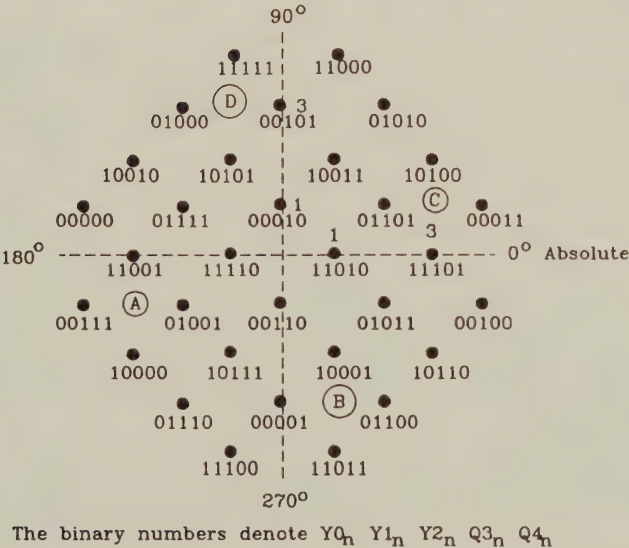 90°
11111 11000
D 3
01000 00101 01010
10010 10101 10011 10100
C
1
00000 01111 00010 01101 00011
1 3
180° 0° Absolute
11001 11110 11010 11101
A
00111 01001 00110 01011 00100
10000 10111 10001 10110
B
01110 00001 01100
11100 11011
270°
The binary numbers denote Y0n Y1n Y2n Q3n Q4n